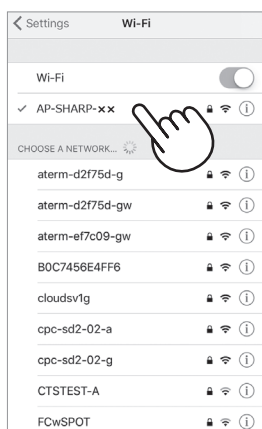 Settings Wi-Fi
Wi-Fi
AP-SHARP-××
CHOOSE A NETWORK...
aterm-d2f75d-g
aterm-d2f75d-gw
aterm-ef7c09-gw
B0C7456E4FF6
cloudsv1g
cpc-sd2-02-a
cpc-sd2-02-g
CTSTEST-A
FCwSPOT